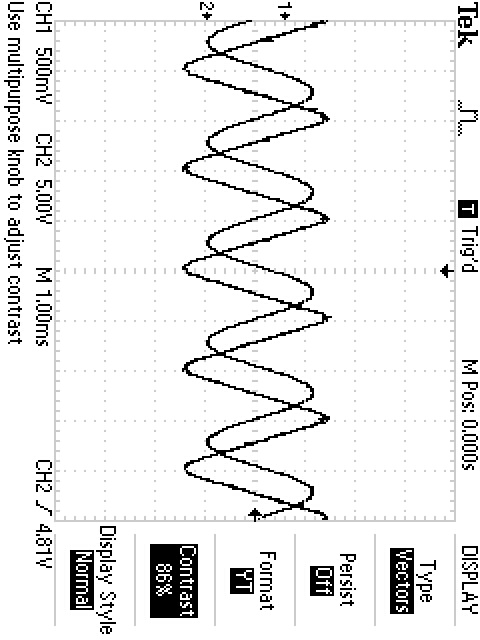 Tek T Trig'd M Pos: 0.000s DISPLAY
Type
Vectors
Persist
Off
Format
YT
Contrast
86%
Display Style
Normal
1
2
CH1 500mV CH2 5.00V M 1.00ms CH2 / 4.81V
Use multipurpose knob to adjust contrast